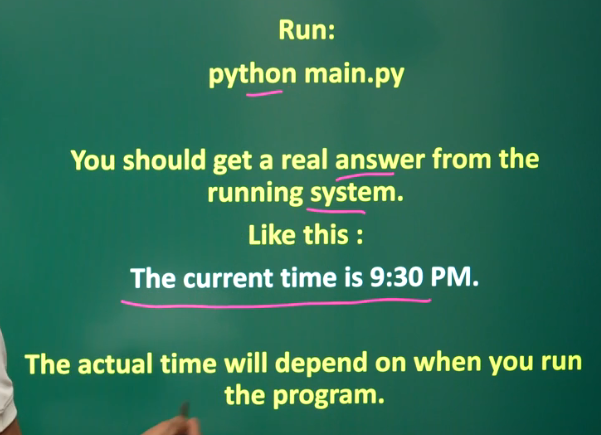 Run:
python main.py
You should get a real answer from the
running system.
Like this :
The current time is 9:30 PM.
The actual time will depend on when you run
the program.